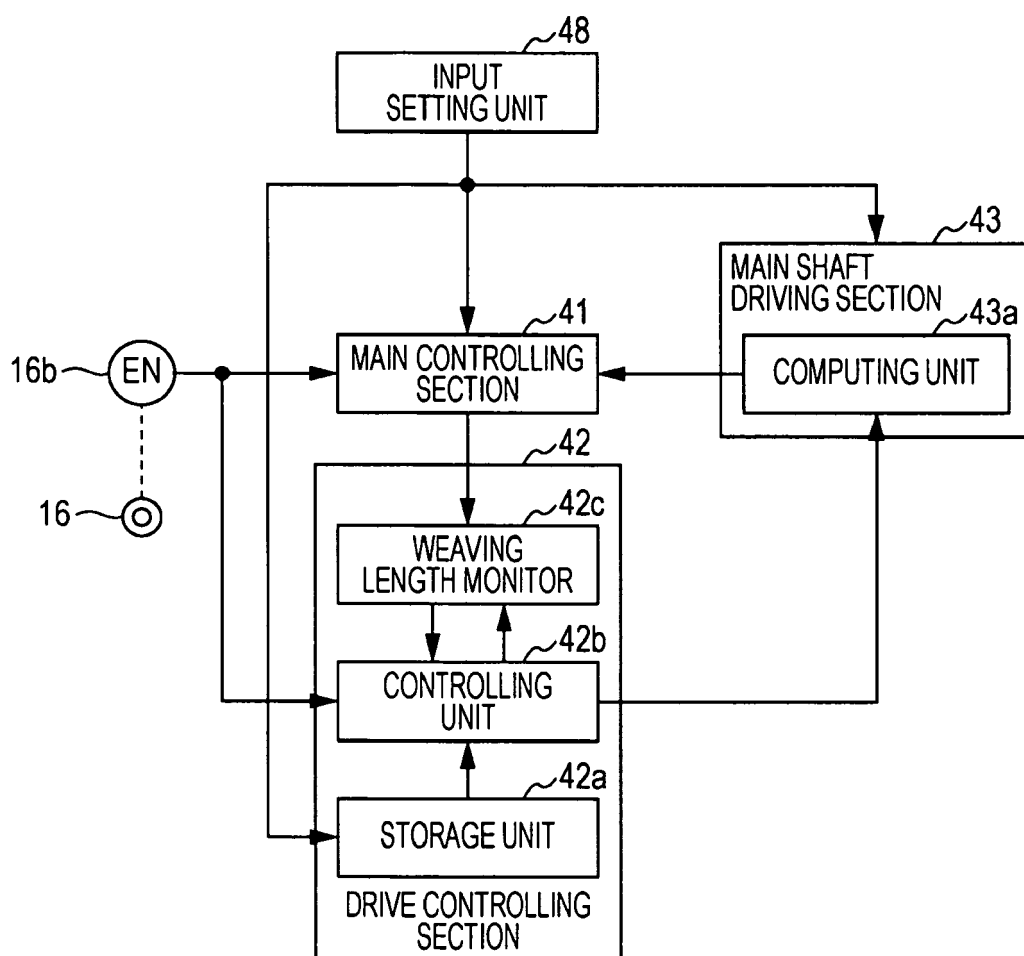 48
INPUT
SETTING UNIT
43
MAIN SHAFT
DRIVING SECTION
41
43a
16b
EN
MAIN CONTROLLING
SECTION
COMPUTING UNIT
42
16
42c
WEAVING
LENGTH MONITOR
42b
CONTROLLING
UNIT
42a
STORAGE UNIT
DRIVE CONTROLLING
SECTION